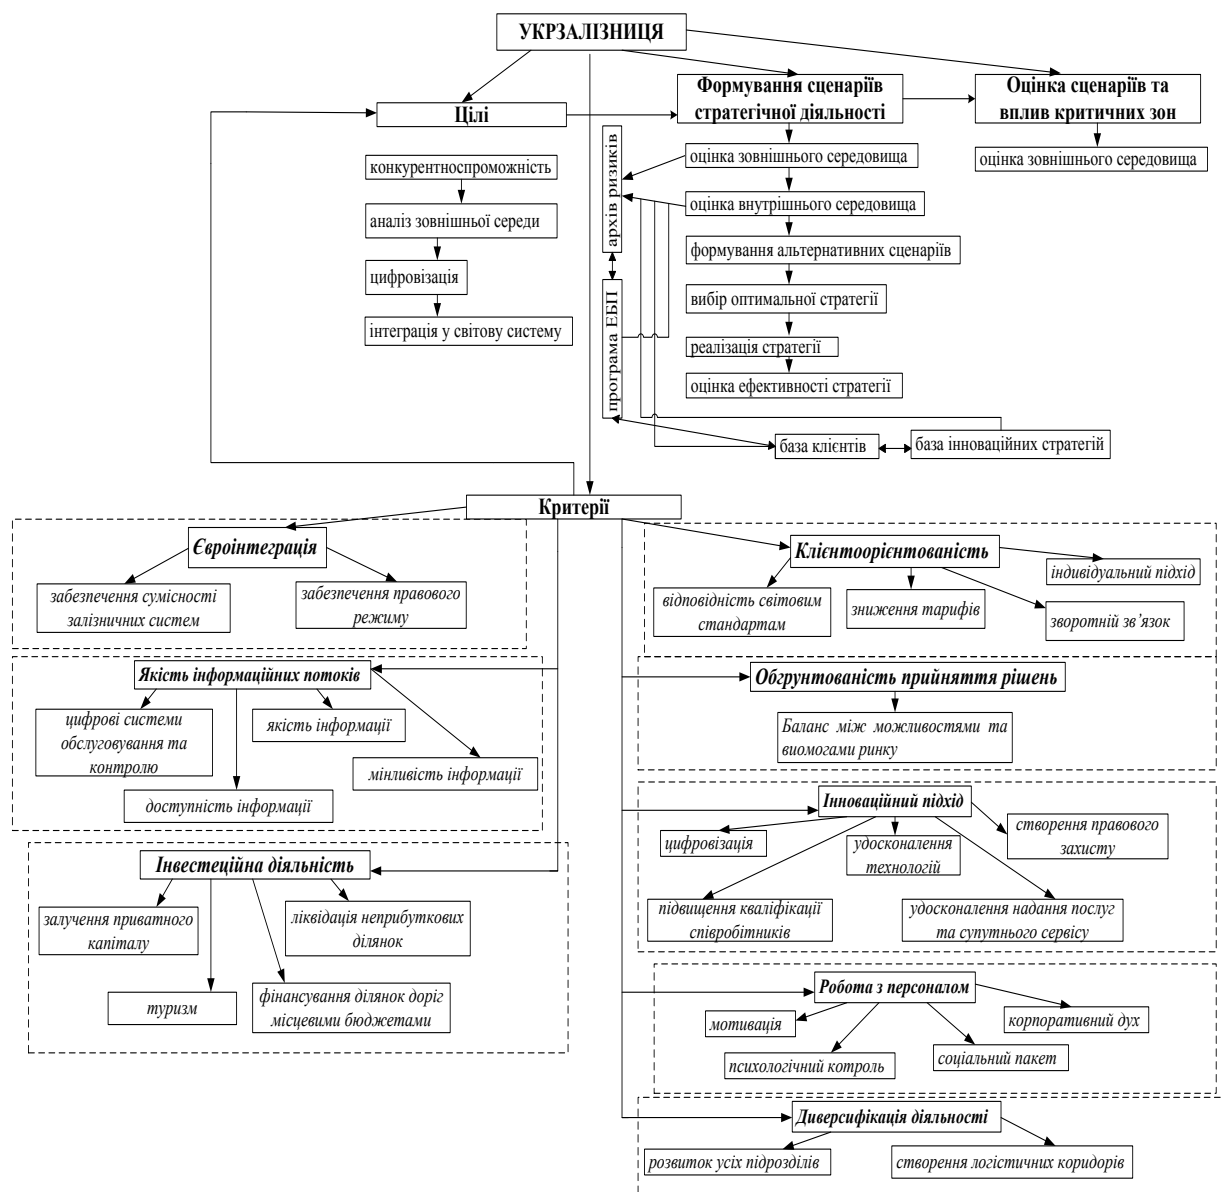 УКРЗАЛІЗНИЦЯ
Цілі
Формування сценаріїв
стратегічної діяльності
Оцінка сценаріїв та
вплив критичних зон
конкурентноспроможність
аналіз зовнішньої середи
цифровізація
інтеграція у світову систему
архів ризиків
програма ЕБП
оцінка зовнішнього середовища
оцінка внутрішнього середовища
формування альтернативних сценаріїв
вибір оптимальної стратегії
реалізація стратегії
оцінка ефективності стратегії
оцінка зовнішнього середовища
база клієнтів
база інноваційних стратегій
Критерії
Євроінтеграція
забезпечення сумісності
залізничних систем
забезпечення правового
режиму
Якість інформаційних потоків
цифрові системи
обслуговування та
контролю
якість інформації
мінливість інформації
доступність інформації
Інвестеційна діяльність
залучення приватного
капіталу
ліквідація неприбуткових
ділянок
туризм
фінансування ділянок доріг
місцевими бюджетами
Клієнтоорієнтованість
індивідуальний підхід
відповідність світовим
стандартам
зниження тарифів
зворотній зв’язок
Обгрунтованість прийняття рішень
Баланс між можливостями та
виомогами ринку
Інноваційний підхід
цифровізація
удосконалення
технологій
створення правового
захисту
підвищення кваліфікації
співробітників
удосконалення надання послуг
та супутнього сервісу
Робота з персоналом
мотивація
корпоративний дух
психологічний котроль
соціальний пакет
Диверсифікація діяльності
розвиток усіх підрозділів
створення логістичних коридорів